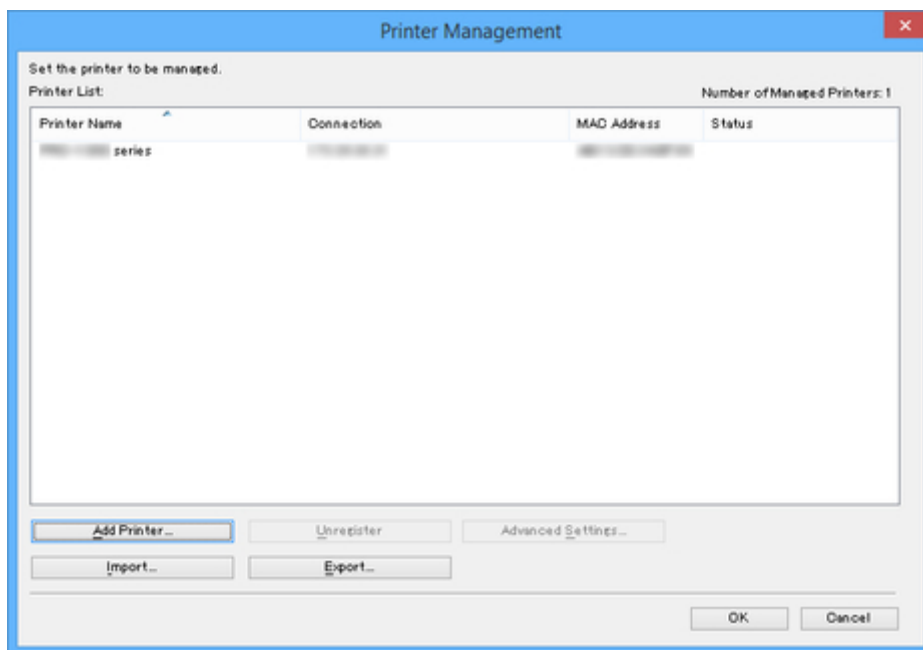 Printer Management
Set the printer to be managed.
Printer List:
Number of Managed Printers: 1
Printer Name Connection MAC Address Status
series
Add Printer... Unregister Advanced Settings...
Import... Export...
OK Cancel